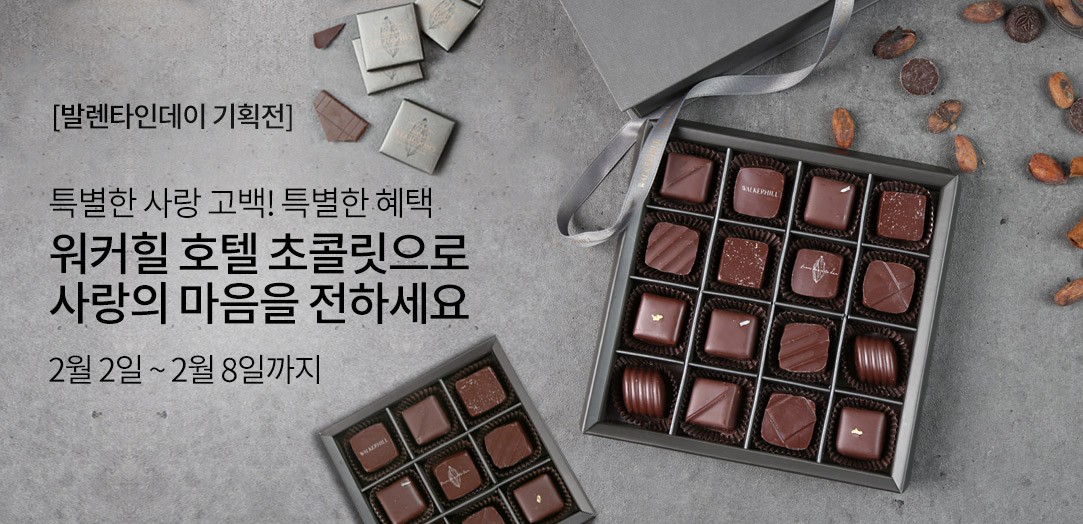 [발렌타인데이 기획전]
특별한 사랑 고백! 특별한 혜택
워커힐 호텔 초콜릿으로
사랑의 마음을 전하세요
2월 2일 ~ 2월 8일까지
WALKERHILL
WALKERHILL